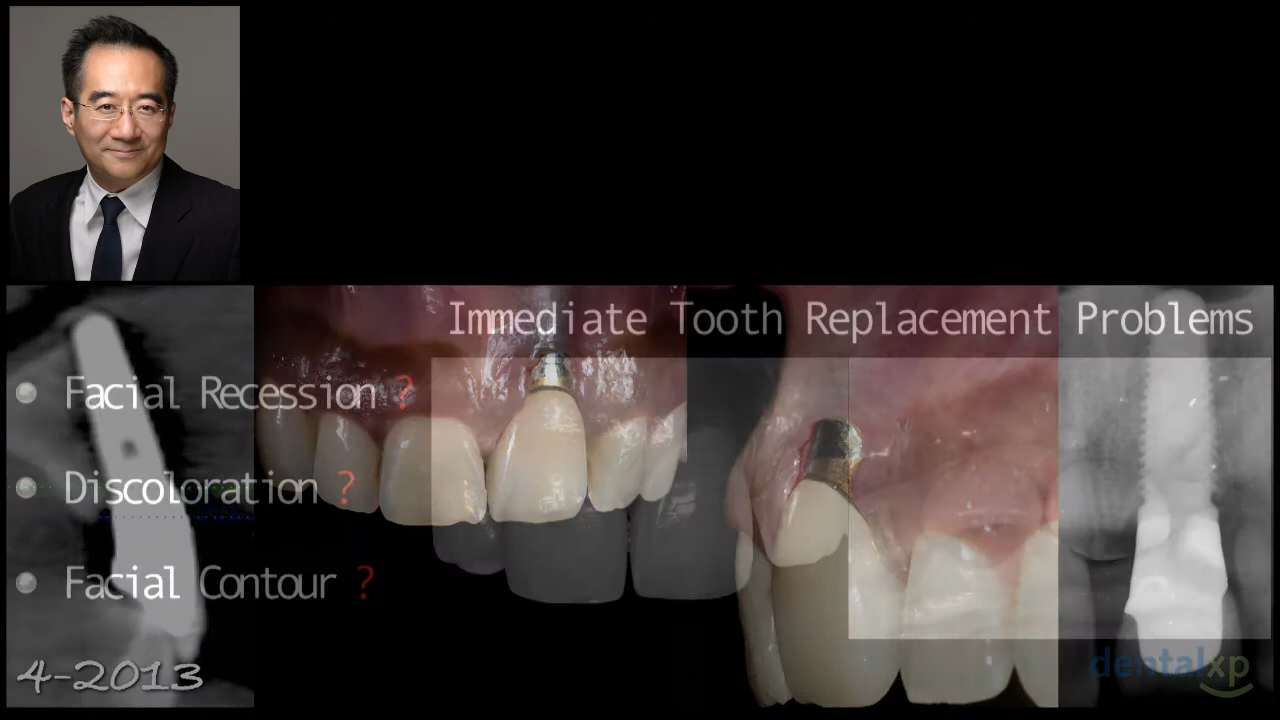 Immediate Tooth Replacement Problems
Facial Recession ?
Discoloration ?
Facial Contour ?
4-2013
dentalxp